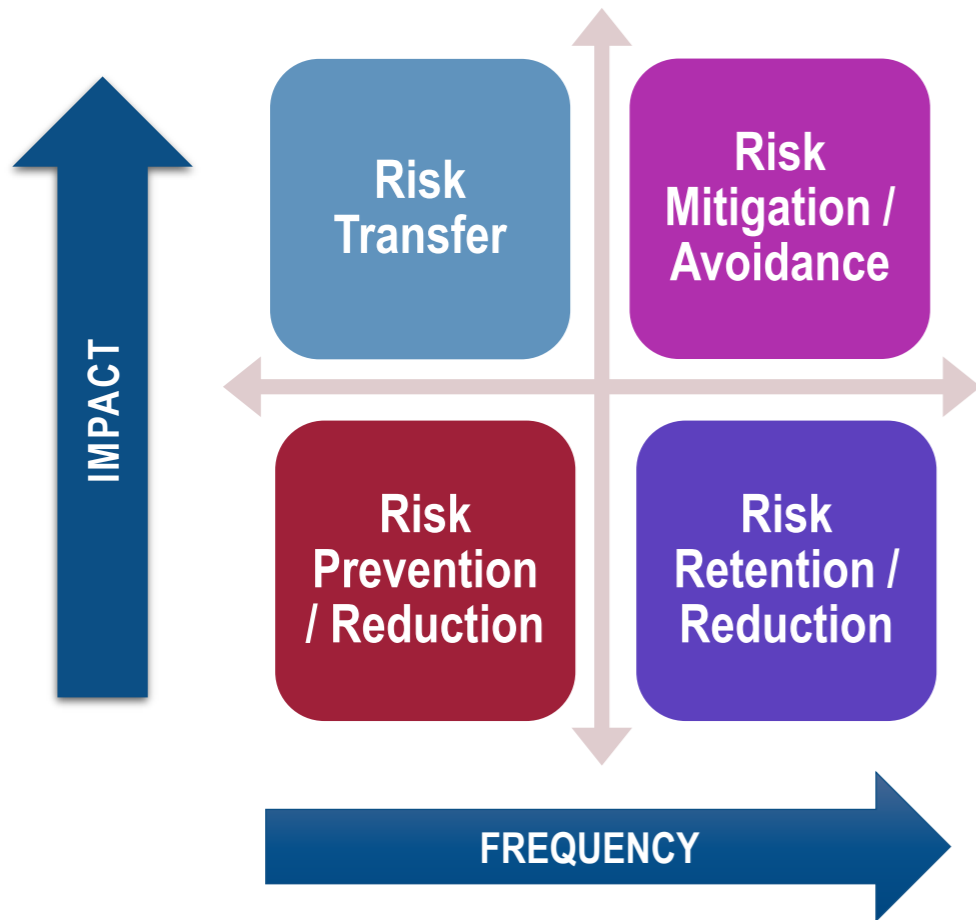 Risk
Transfer
Risk
Mitigation /
Avoidance
IMPACT
Risk
Prevention
/ Reduction
Risk
Retention /
Reduction
FREQUENCY